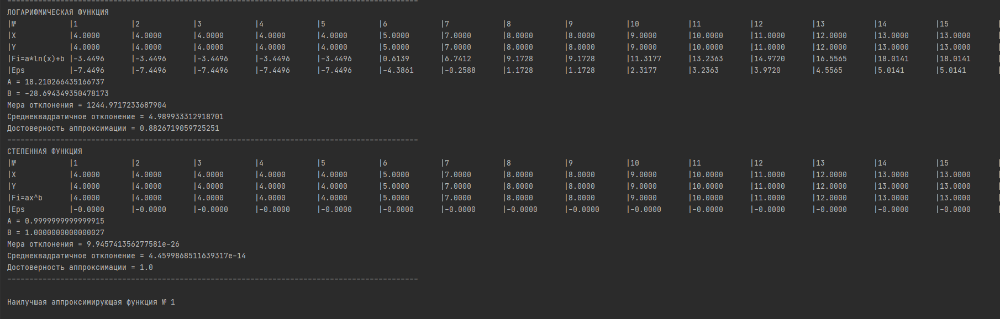 ---------------------------------------------------------------------------------------------
ЛОГАРИФМИЧЕСКАЯ ФУНКЦИЯ
|№ |1 |2 |3 |4 |5 |6 |7 |8 |9 |10 |11 |12 |13 |14 |15 |
|X |4.0000 |4.0000 |4.0000 |4.0000 |4.0000 |5.0000 |7.0000 |8.0000 |8.0000 |9.0000 |10.0000 |11.0000 |12.0000 |13.0000 |13.0000 |
|Y |4.0000 |4.0000 |4.0000 |4.0000 |4.0000 |5.0000 |7.0000 |8.0000 |8.0000 |9.0000 |10.0000 |11.0000 |12.0000 |13.0000 |13.0000 |
|Fi=a*ln(x)+b |-3.4496 |-3.4496 |-3.4496 |-3.4496 |-3.4496 |0.6139 |6.7412 |9.1728 |9.1728 |11.3177 |13.2363 |14.9720 |16.5565 |18.0141 |18.0141 |
|Eps |-7.4496 |-7.4496 |-7.4496 |-7.4496 |-7.4496 |-4.3861 |-0.2588 |1.1728 |1.1728 |2.3177 |3.2363 |3.9720 |4.5565 |5.0141 |5.0141 |
A = 18.210266435166737
B = -28.694349350478173
Мера отклонения = 1244.9717233687904
Среднеквадратичное отклонение = 4.989933312918701
Достоверность аппроксимации = 0.8826719059725251
---------------------------------------------------------------------------------------------
СТЕПЕННАЯ ФУНКЦИЯ
|№ |1 |2 |3 |4 |5 |6 |7 |8 |9 |10 |11 |12 |13 |14 |15 |
|X |4.0000 |4.0000 |4.0000 |4.0000 |4.0000 |5.0000 |7.0000 |8.0000 |8.0000 |9.0000 |10.0000 |11.0000 |12.0000 |13.0000 |13.0000 |
|Y |4.0000 |4.0000 |4.0000 |4.0000 |4.0000 |5.0000 |7.0000 |8.0000 |8.0000 |9.0000 |10.0000 |11.0000 |12.0000 |13.0000 |13.0000 |
|Fi=ax^b |4.0000 |4.0000 |4.0000 |4.0000 |4.0000 |5.0000 |7.0000 |8.0000 |8.0000 |9.0000 |10.0000 |11.0000 |12.0000 |13.0000 |13.0000 |
|Eps |-0.0000 |-0.0000 |-0.0000 |-0.0000 |-0.0000 |-0.0000 |-0.0000 |-0.0000 |-0.0000 |-0.0000 |-0.0000 |-0.0000 |-0.0000 |-0.0000 |-0.0000 |
A = 0.9999999999999915
B = 1.0000000000000027
Мера отклонения = 9.945741356277581e-26
Среднеквадратичное отклонение = 4.4599868511639317e-14
Достоверность аппроксимации = 1.0
---------------------------------------------------------------------------------------------
Наилучшая аппроксимирующая функция № 1